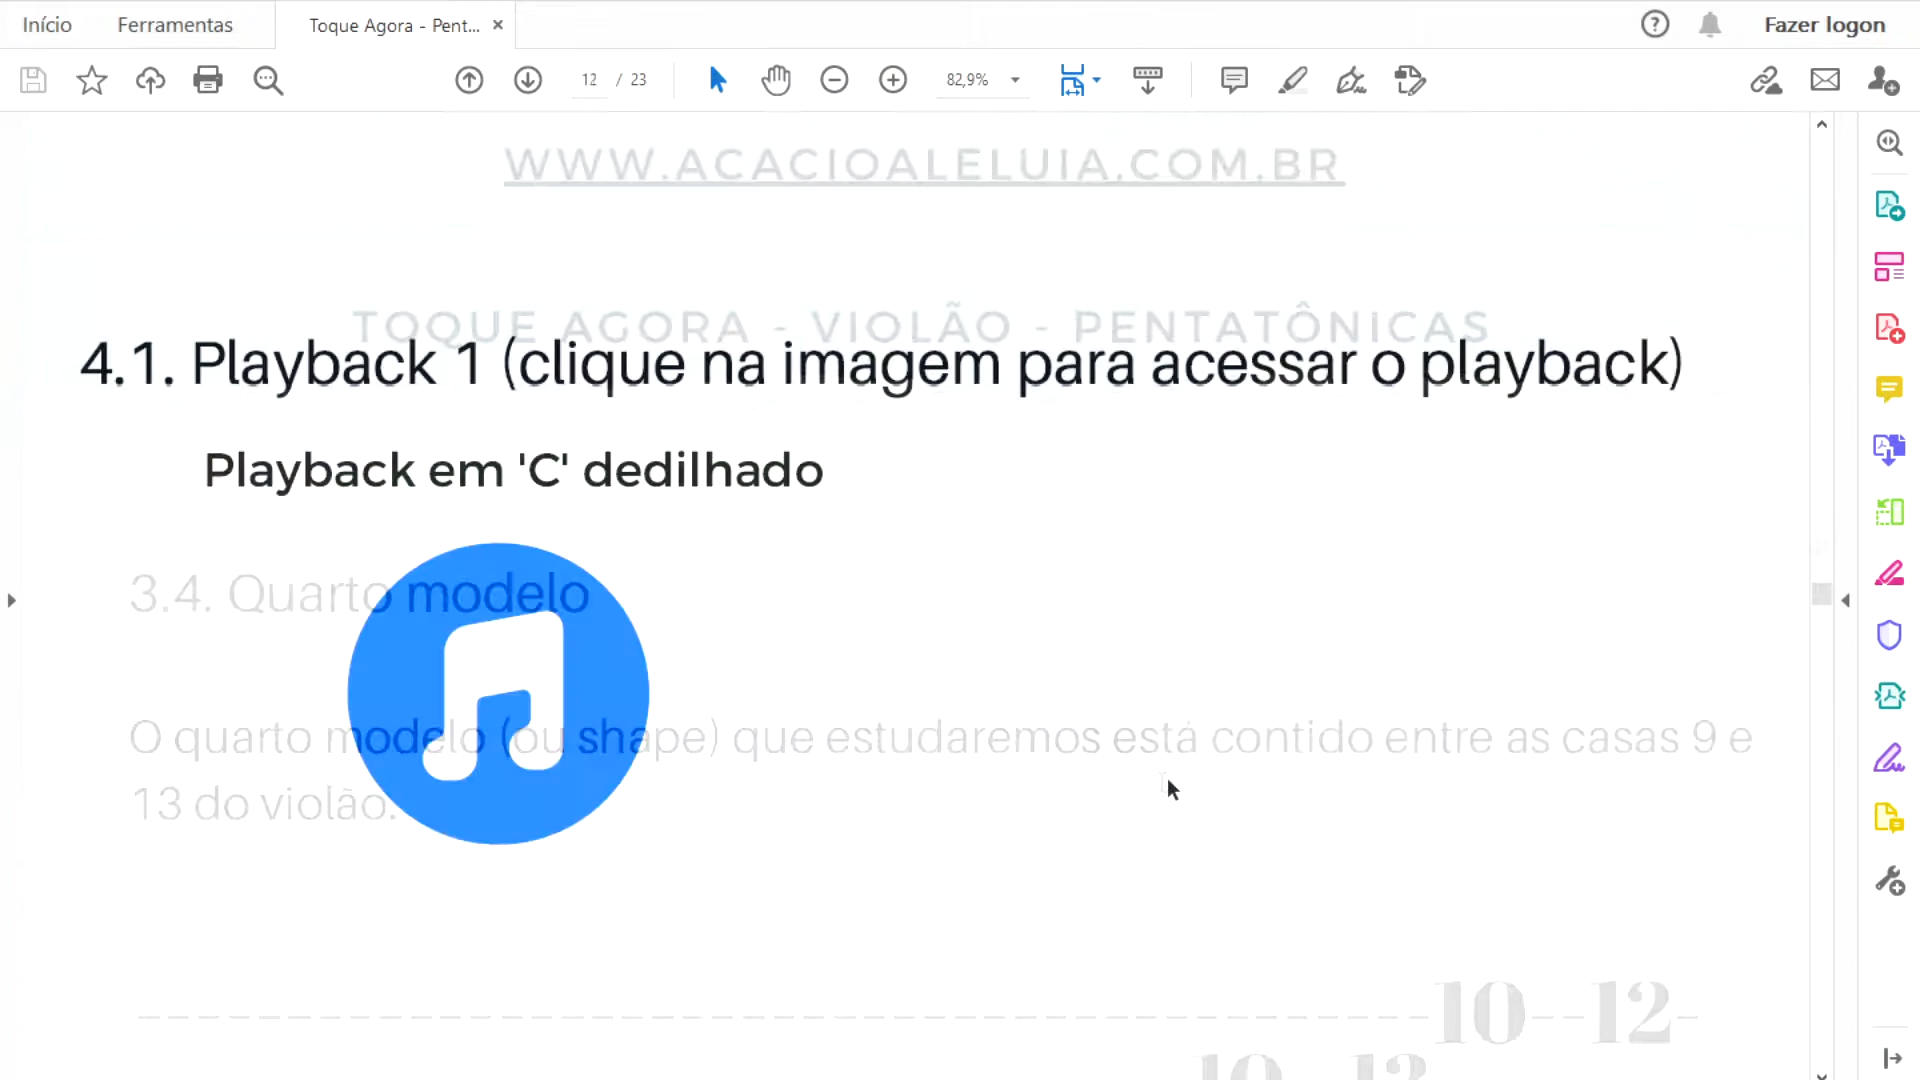 Início Ferramentas Toque Agora - Pent... × Fazer logon
12 / 23 82,9%
WWW.ACACIOALELUIA.COM.BR
TOQUE AGORA - VIOLÃO - PENTATÔNICAS
4.1. Playback 1 (clique na imagem para acessar o playback)
Playback em 'C' dedilhado
3.4. Quarto modelo
O quarto modelo (ou shape) que estudaremos está contido entre as casas 9 e
13 do violão.
10--12-
10 13